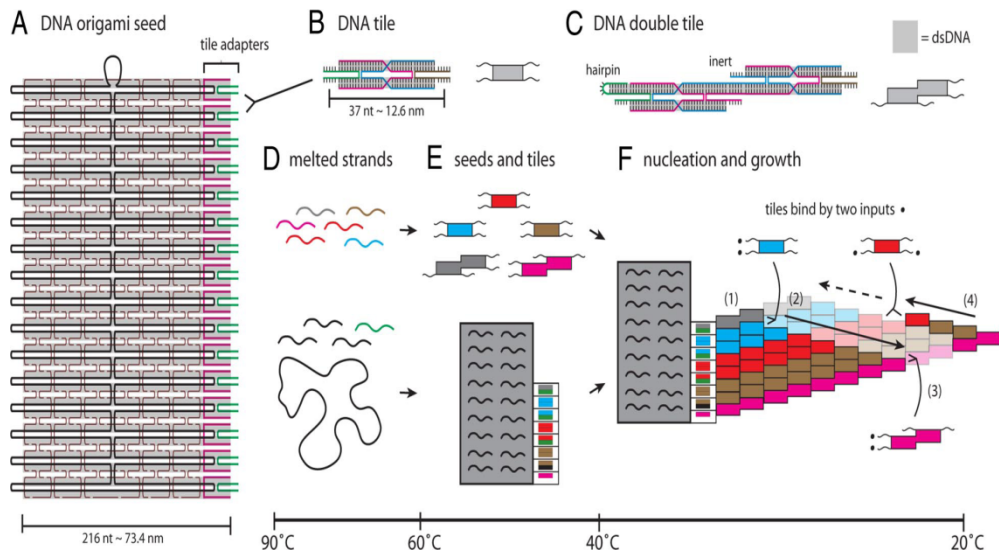 A DNA origami seed
tile adapters
216 nt ~ 73.4 nm
B DNA tile
37 nt ~ 12.6 nm
C DNA double tile
= dsDNA
hairpin
inert
D melted strands
E seeds and tiles
F nucleation and growth
tiles bind by two inputs •
(1)
(2)
(4)
(3)
90˚C
60˚C
40˚C
20˚C